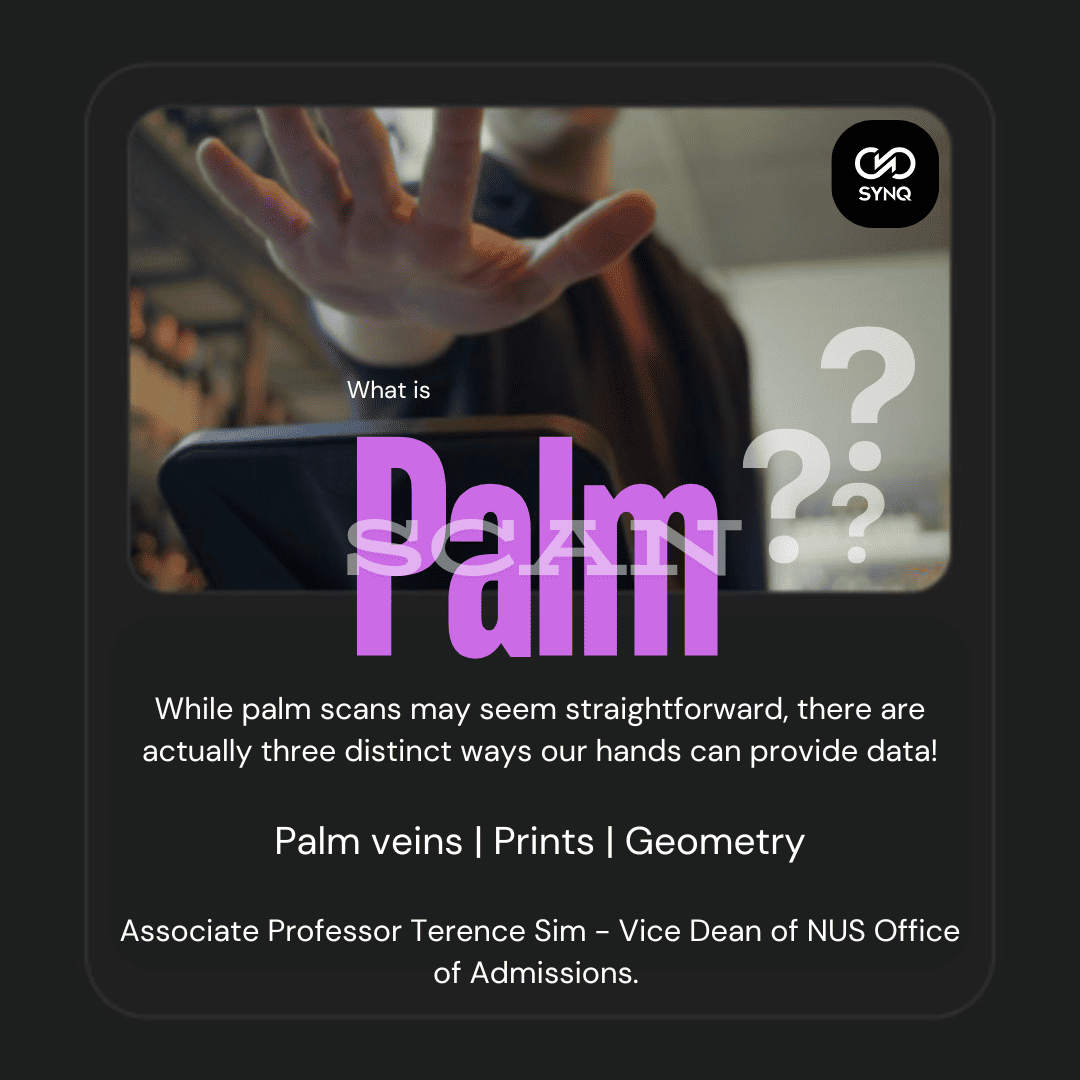 SYNQ
What is
Palm
SCAN
? ? ?
While palm scans may seem straightforward, there are
actually three distinct ways our hands can provide data!
Palm veins | Prints | Geometry
Associate Professor Terence Sim - Vice Dean of NUS Office
of Admissions.